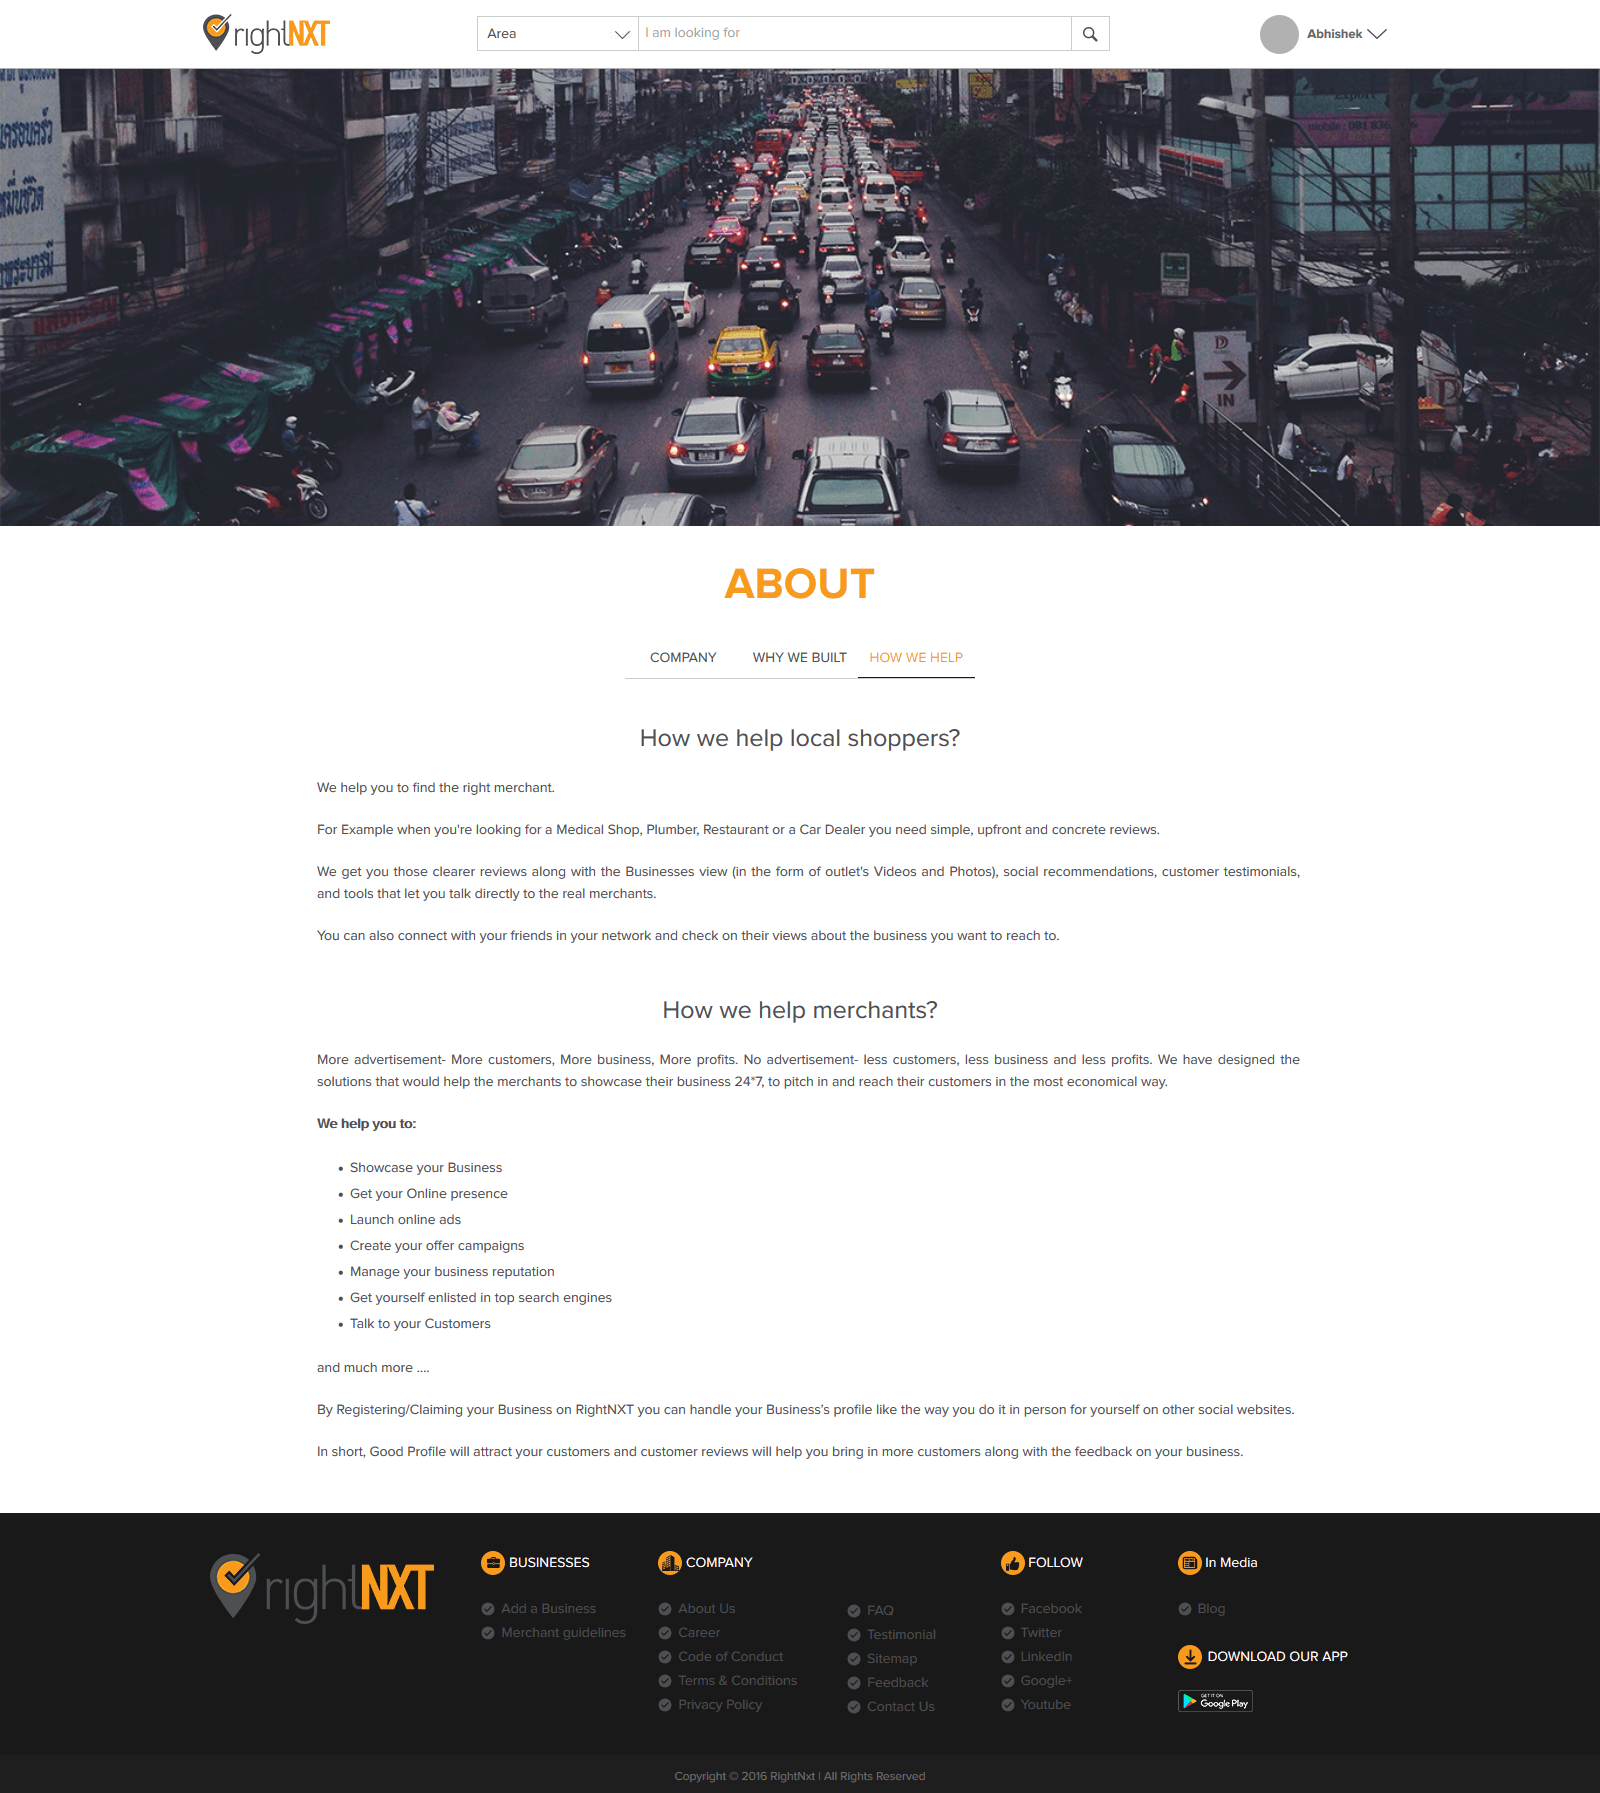 rightNXT
Area
I am looking for
Abhishek
mobile : 081 836
IN
ABOUT
COMPANY WHY WE BUILT HOW WE HELP
How we help local shoppers?
We help you to find the right merchant.
For Example when you're looking for a Medical Shop, Plumber, Restaurant or a Car Dealer you need simple, upfront and concrete reviews.
We get you those clearer reviews along with the Businesses view (in the form of outlet's Videos and Photos), social recommendations, customer testimonials,
and tools that let you talk directly to the real merchants.
You can also connect with your friends in your network and check on their views about the business you want to reach to.
How we help merchants?
More advertisement- More customers, More business, More profits. No advertisement- less customers, less business and less profits. We have designed the
solutions that would help the merchants to showcase their business 24*7, to pitch in and reach their customers in the most economical way.
We help you to:
• Showcase your Business
• Get your Online presence
• Launch online ads
• Create your offer campaigns
• Manage your business reputation
• Get yourself enlisted in top search engines
• Talk to your Customers
and much more ....
By Registering/Claiming your Business on RightNXT you can handle your Business’s profile like the way you do it in person for yourself on other social websites.
In short, Good Profile will attract your customers and customer reviews will help you bring in more customers along with the feedback on your business.
rightNXT
BUSINESSES
Add a Business
Merchant guidelines
COMPANY
About Us
Career
Code of Conduct
Terms & Conditions
Privacy Policy
FAQ
Testimonial
Sitemap
Feedback
Contact Us
FOLLOW
Facebook
Twitter
LinkedIn
Google+
Youtube
In Media
Blog
DOWNLOAD OUR APP
GET IT ON
Google Play
Copyright © 2016 RightNxt | All Rights Reserved